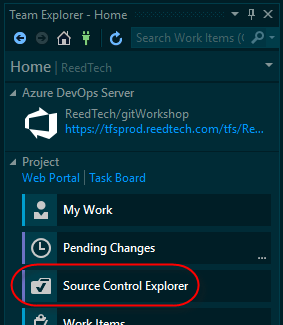 Team Explorer - Home
Search Work Items (C
Home | ReedTech
Azure DevOps Server
ReedTech/gitWorkshop
https://tfsprod.reedtech.com/tfs/Re...
Project
Web Portal | Task Board
My Work
Pending Changes
...
Source Control Explorer
Work Items